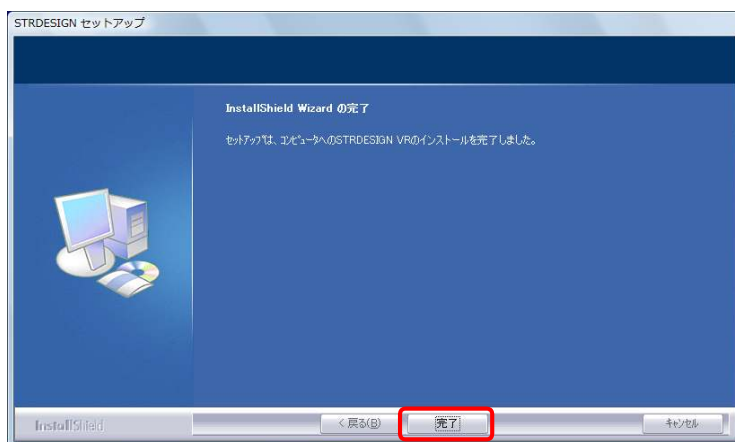 STRDESIGN セットアップ
InstallShield Wizard の完了
セットアップは、コンピュータへのSTRDESIGN VRのインストールを完了しました。
InstallShield
< 戻る(B)
完了
キャンセル